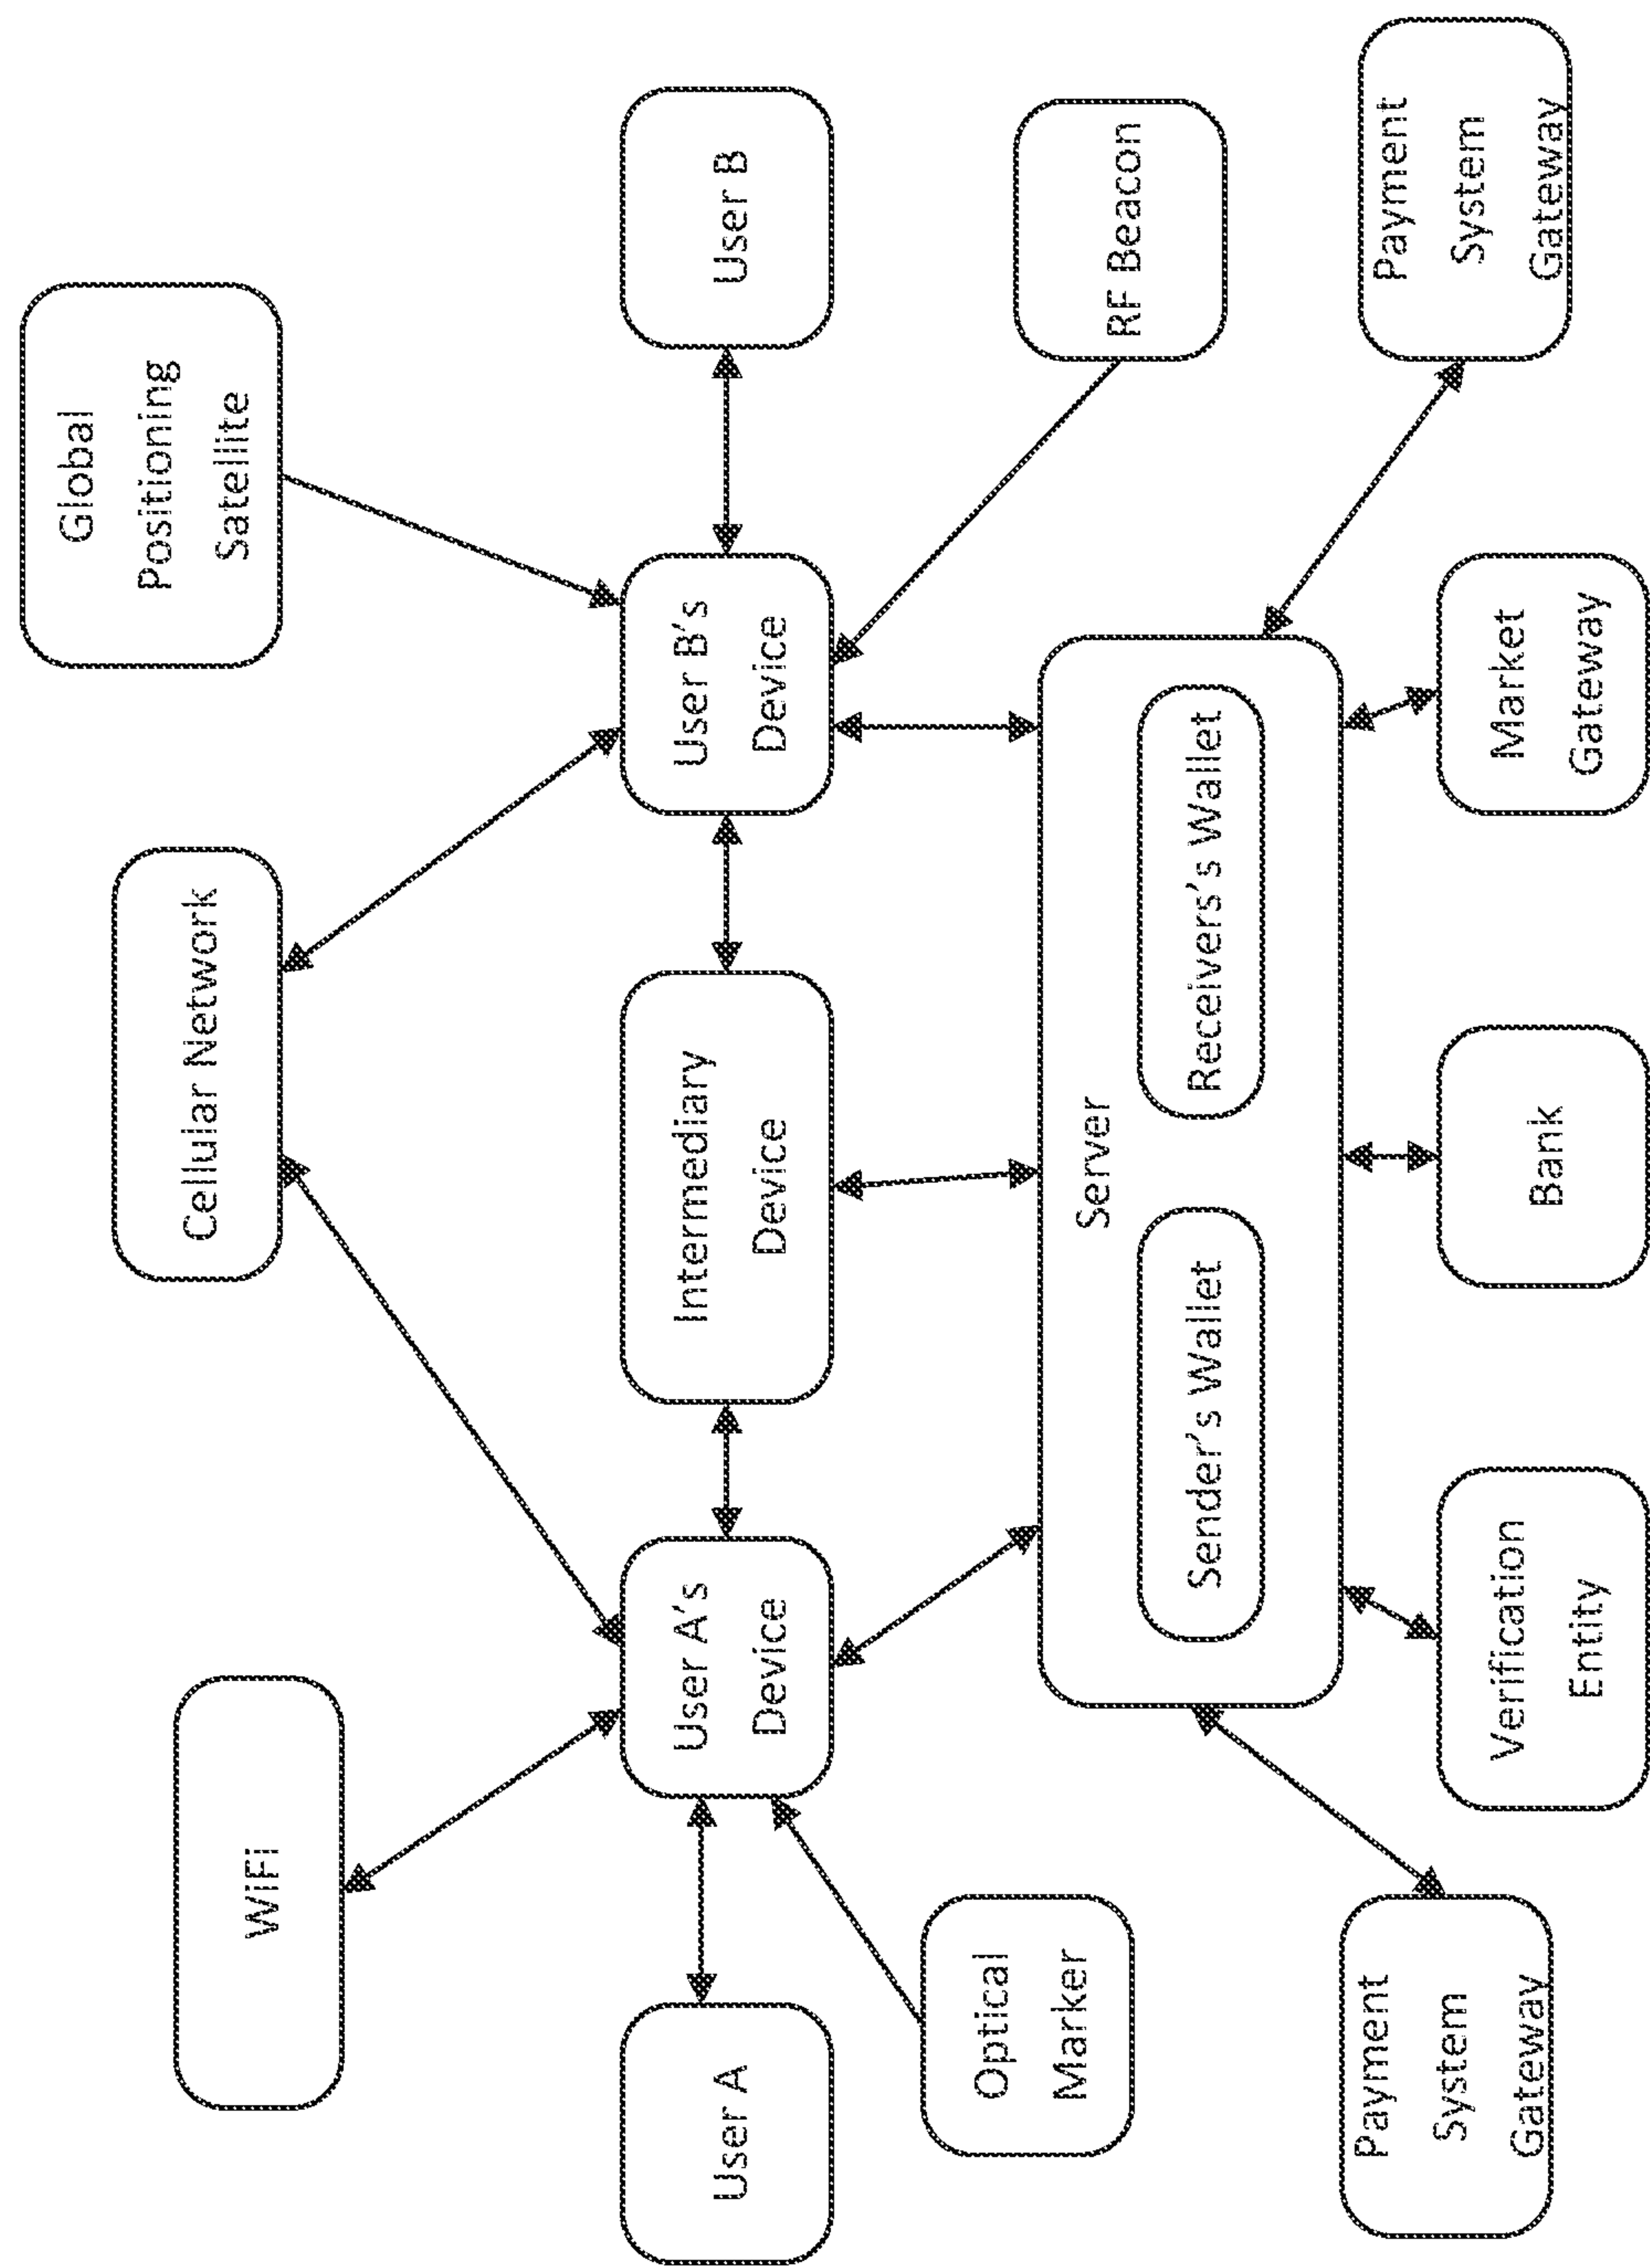 Global
Positioning
Satellite
Cellular Network
WiFi
User A
User A's
Device
Intermediary
Device
User B's
Device
User B
Optical
Marker
Server
Sender's Wallet
Receivers's Wallet
RF Beacon
Payment
System
Gateway
Verification
Entity
Bank
Market
Gateway
Payment
System
Gateway